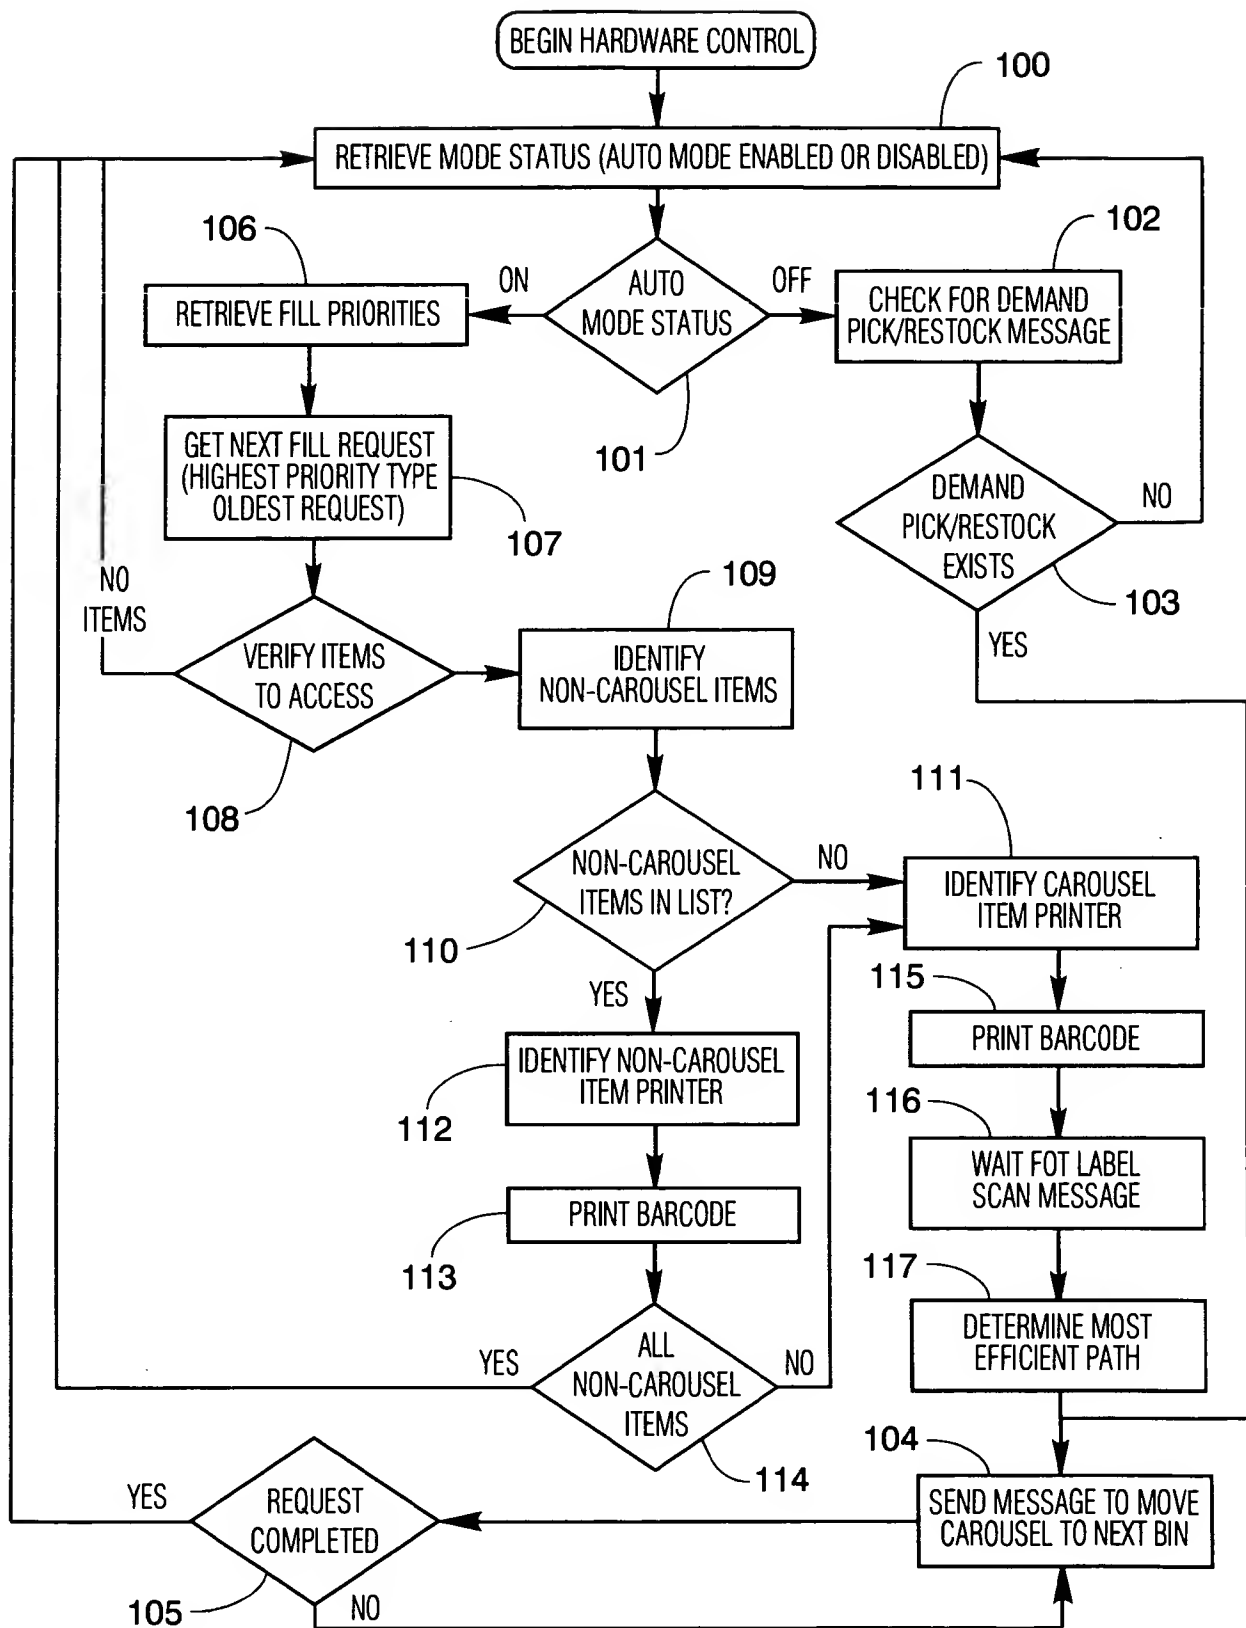 BEGIN HARDWARE CONTROL
100
RETRIEVE MODE STATUS (AUTO MODE ENABLED OR DISABLED)
106
102
ON
AUTO
MODE STATUS
OFF
RETRIEVE FILL PRIORITIES
CHECK FOR DEMAND
PICK/RESTOCK MESSAGE
101
GET NEXT FILL REQUEST
(HIGHEST PRIORITY TYPE
OLDEST REQUEST)
107
DEMAND
PICK/RESTOCK
EXISTS
NO
103
YES
NO
ITEMS
109
VERIFY ITEMS
TO ACCESS
IDENTIFY
NON-CAROUSEL ITEMS
108
111
NON-CAROUSEL
ITEMS IN LIST?
NO
IDENTIFY CAROUSEL
ITEM PRINTER
110
YES
115
PRINT BARCODE
IDENTIFY NON-CAROUSEL
ITEM PRINTER
112
116
WAIT FOT LABEL
SCAN MESSAGE
PRINT BARCODE
113
117
DETERMINE MOST
EFFICIENT PATH
YES
ALL
NON-CAROUSEL
ITEMS
NO
114
104
SEND MESSAGE TO MOVE
CAROUSEL TO NEXT BIN
YES
REQUEST
COMPLETED
105
NO